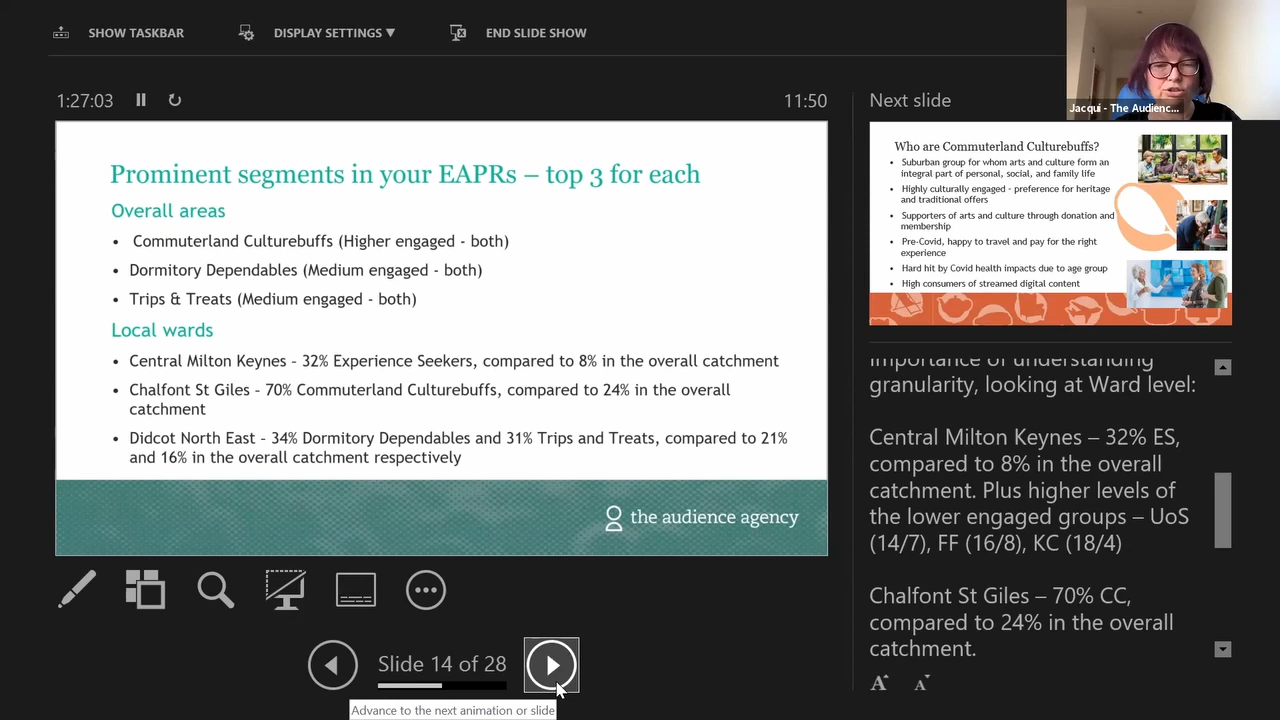 SHOW TASKBAR
DISPLAY SETTINGS ▼
END SLIDE SHOW
Jacqui - The Audienc...
1:27:03
11:50
Prominent segments in your EAPRs – top 3 for each
Overall areas
• Commuterland Culturebuffs (Higher engaged - both)
• Dormitory Dependables (Medium engaged - both)
• Trips & Treats (Medium engaged - both)
Local wards
• Central Milton Keynes – 32% Experience Seekers, compared to 8% in the overall catchment
• Chalfont St Giles – 70% Commuterland Culturebuffs, compared to 24% in the overall
catchment
• Didcot North East – 34% Dormitory Dependables and 31% Trips and Treats, compared to 21%
and 16% in the overall catchment respectively
the audience agency
Slide 14 of 28
Advance to the next animation or slide
Next slide
Who are Commuterland Culturebuffs?
• Suburban group for whom arts and culture form an
integral part of personal, social, and family life
• Highly culturally engaged - preference for heritage
and traditional offers
• Supporters of arts and culture through donation and
membership
• Pre-Covid, happy to travel and pay for the right
experience
• Hard hit by Covid health impacts due to age group
• High consumers of streamed digital content
Importance of understanding
granularity, looking at Ward level:
Central Milton Keynes – 32% ES,
compared to 8% in the overall
catchment. Plus higher levels of
the lower engaged groups – UoS
(14/7), FF (16/8), KC (18/4)
Chalfont St Giles – 70% CC,
compared to 24% in the overall
catchment.
A A